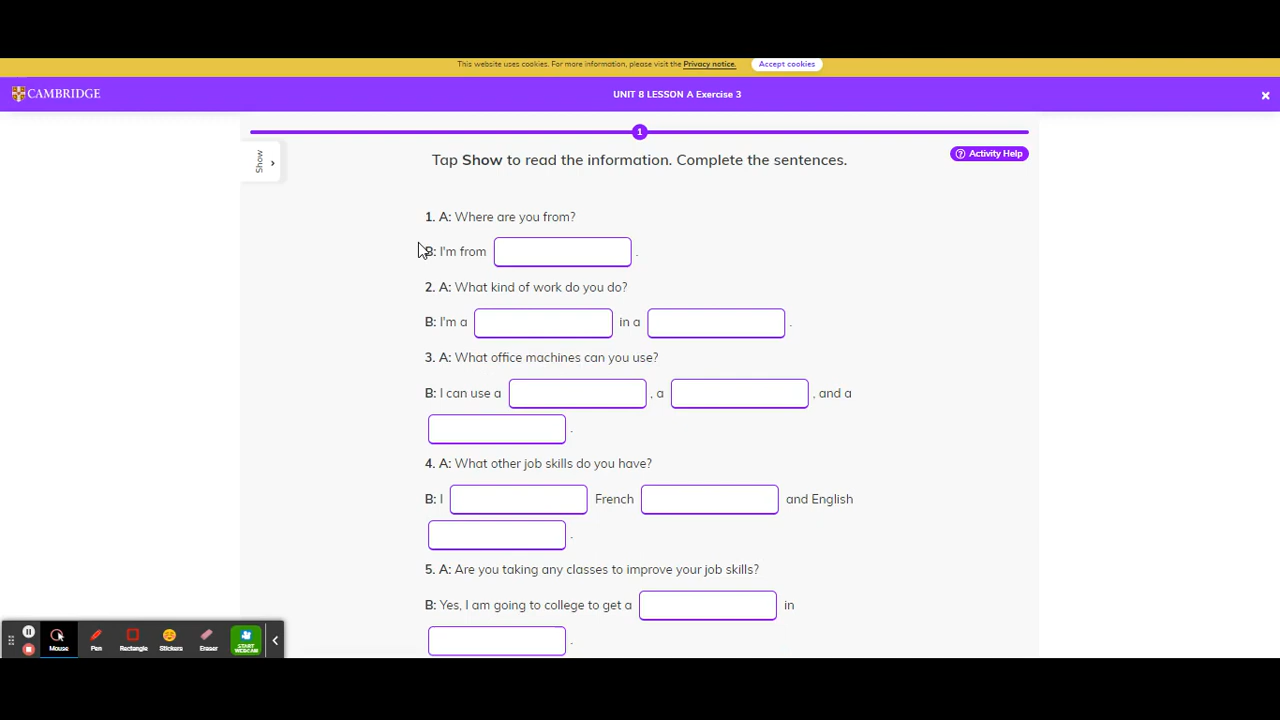 This website uses cookies. For more information, please visit the Privacy notice. Accept cookies
CAMBRIDGE
UNIT 8 LESSON A Exercise 3
1
Show
Tap Show to read the information. Complete the sentences.
Activity Help
1. A: Where are you from?
B: I'm from .
2. A: What kind of work do you do?
B: I'm a in a .
3. A: What office machines can you use?
B: I can use a , a , and a
.
4. A: What other job skills do you have?
B: I French and English
.
5. A: Are you taking any classes to improve your job skills?
B: Yes, I am going to college to get a in
.
Mouse
Pen
Rectangle
Stickers
Eraser
START WEBCAM